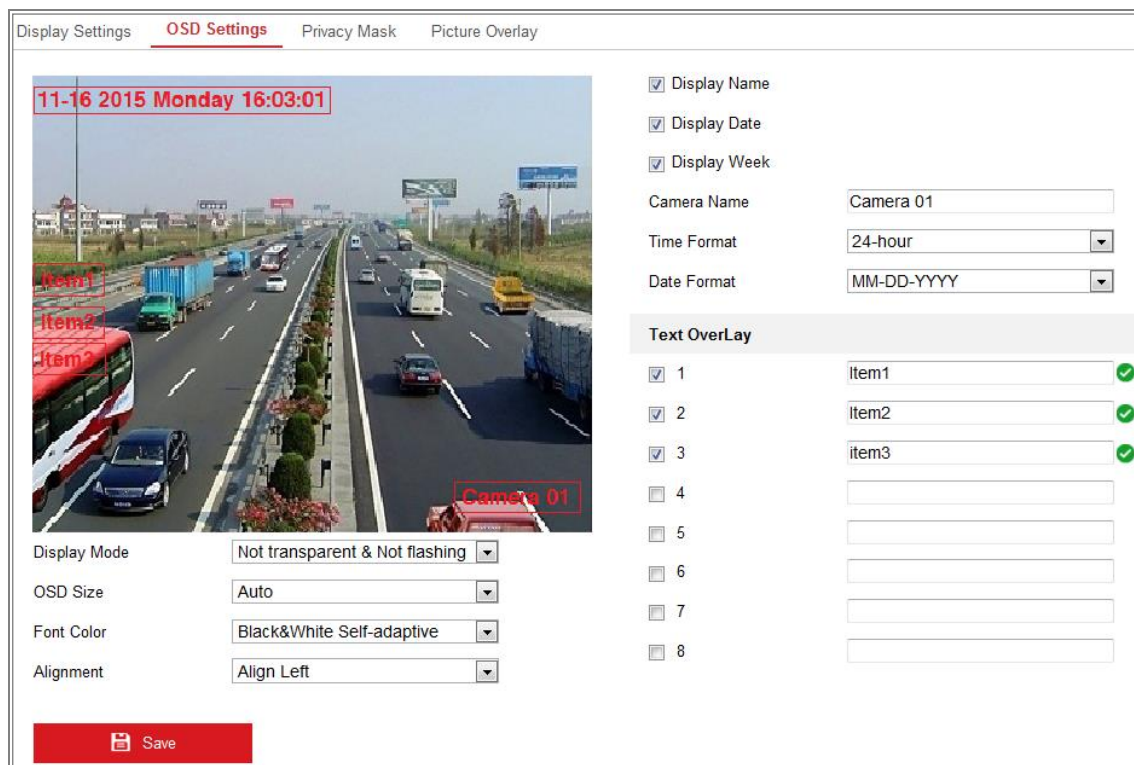 Display Settings OSD Settings Privacy Mask Picture Overlay
11-16 2015 Monday 16:03:01
Item1
Item2
Item3
Camera 01
Display Mode Not transparent & Not flashing
OSD Size Auto
Font Color Black&White Self-adaptive
Alignment Align Left
Save
Display Name
Display Date
Display Week
Camera Name Camera 01
Time Format 24-hour
Date Format MM-DD-YYYY
Text OverLay
1 Item1
2 Item2
3 item3
4
5
6
7
8